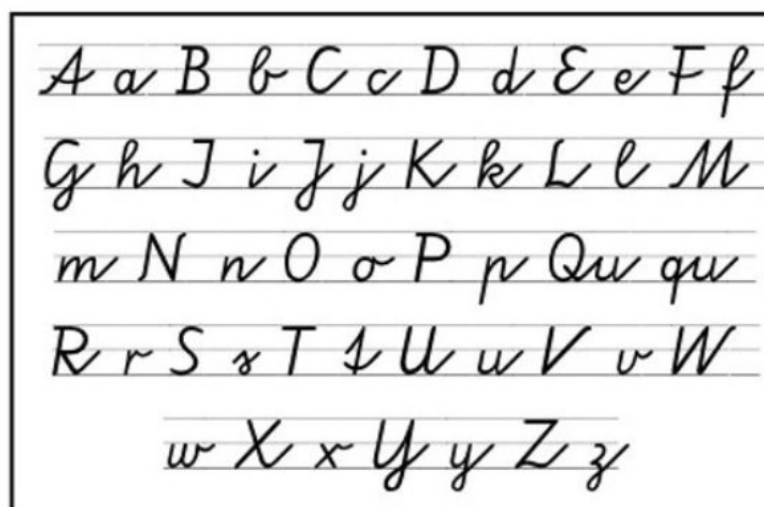 A a B b C c D d E e F f
G h I i J j K k L l M
m N n O o P p Qu qu
R r S s T t U u V v W
w X x Y y Z z